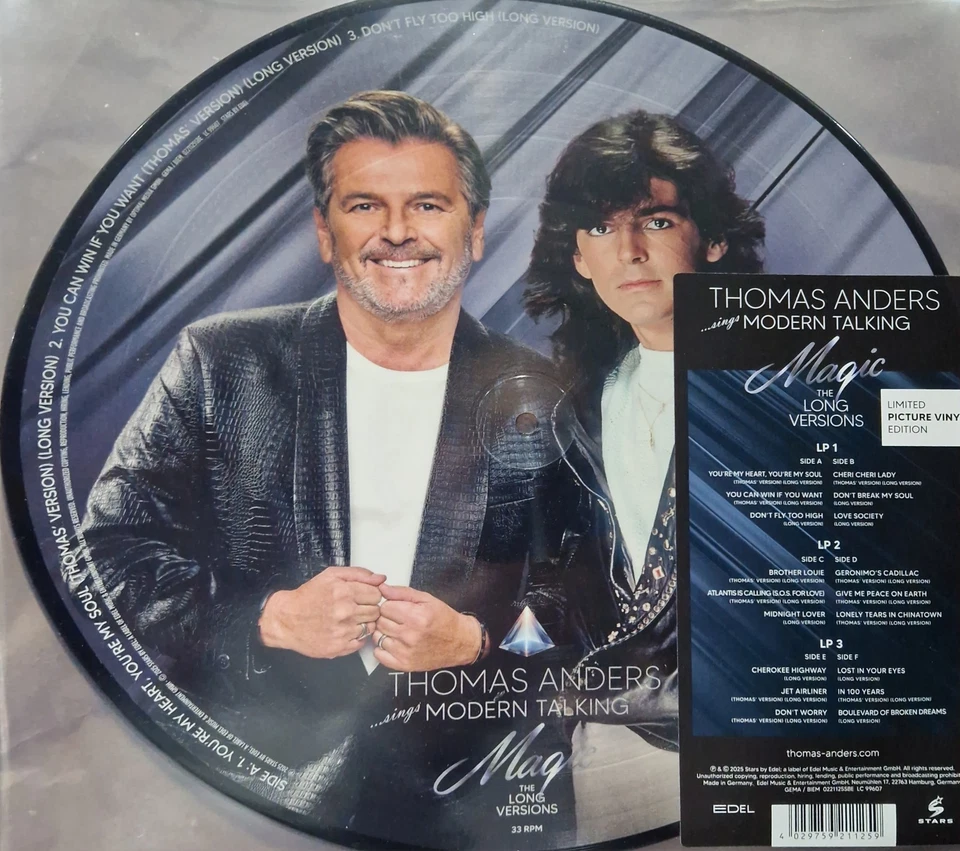 SIDE A: 1. YOU'RE MY HEART, YOU'RE MY SOUL (THOMAS' VERSION) (LONG VERSION) 2. YOU CAN WIN IF YOU WANT (THOMAS' VERSION) (LONG VERSION) 3. DON'T FLY TOO HIGH (LONG VERSION)
THOMAS ANDERS
...sings MODERN TALKING
Magic
THE
LONG
VERSIONS
33 RPM
THOMAS ANDERS
...sings MODERN TALKING
Magic
THE
LONG
VERSIONS
LIMITED
PICTURE VINY
EDITION
LP 1
SIDE A SIDE B
YOU'RE MY HEART, YOU'RE MY SOUL CHERI CHERI LADY
(THOMAS' VERSION) (LONG VERSION) (THOMAS' VERSION) (LONG VERSION)
YOU CAN WIN IF YOU WANT DON'T BREAK MY SOUL
(THOMAS' VERSION) (LONG VERSION) (LONG VERSION)
DON'T FLY TOO HIGH LOVE SOCIETY
(LONG VERSION) (LONG VERSION)
LP 2
SIDE C SIDE D
BROTHER LOUIE GERONIMO'S CADILLAC
(THOMAS' VERSION) (LONG VERSION) (THOMAS' VERSION) (LONG VERSION)
ATLANTIS IS CALLING (S.O.S. FOR LOVE) GIVE ME PEACE ON EARTH
(THOMAS' VERSION) (LONG VERSION) (THOMAS' VERSION) (LONG VERSION)
MIDNIGHT LOVER LONELY TEARS IN CHINATOWN
(LONG VERSION) (THOMAS' VERSION) (LONG VERSION)
LP 3
SIDE E SIDE F
CHEROKEE HIGHWAY LOST IN YOUR EYES
(LONG VERSION) (LONG VERSION)
JET AIRLINER IN 100 YEARS
(THOMAS' VERSION) (LONG VERSION) (THOMAS' VERSION) (LONG VERSION)
DON'T WORRY BOULEVARD OF BROKEN DREAMS
(THOMAS' VERSION) (LONG VERSION) (LONG VERSION)
thomas-anders.com
℗ & © 2025 Stars by Edel; a label of Edel Music & Entertainment GmbH. All rights reserved.
Unauthorized copying, reproduction, hiring, lending, public performance and broadcasting prohibit
Made in Germany. Edel Music & Entertainment GmbH, Neumühlen 17, 22763 Hamburg, German
GEMA / BIEM 0221125SBE LC 99607
EDEL
STARS
4 029759 211259